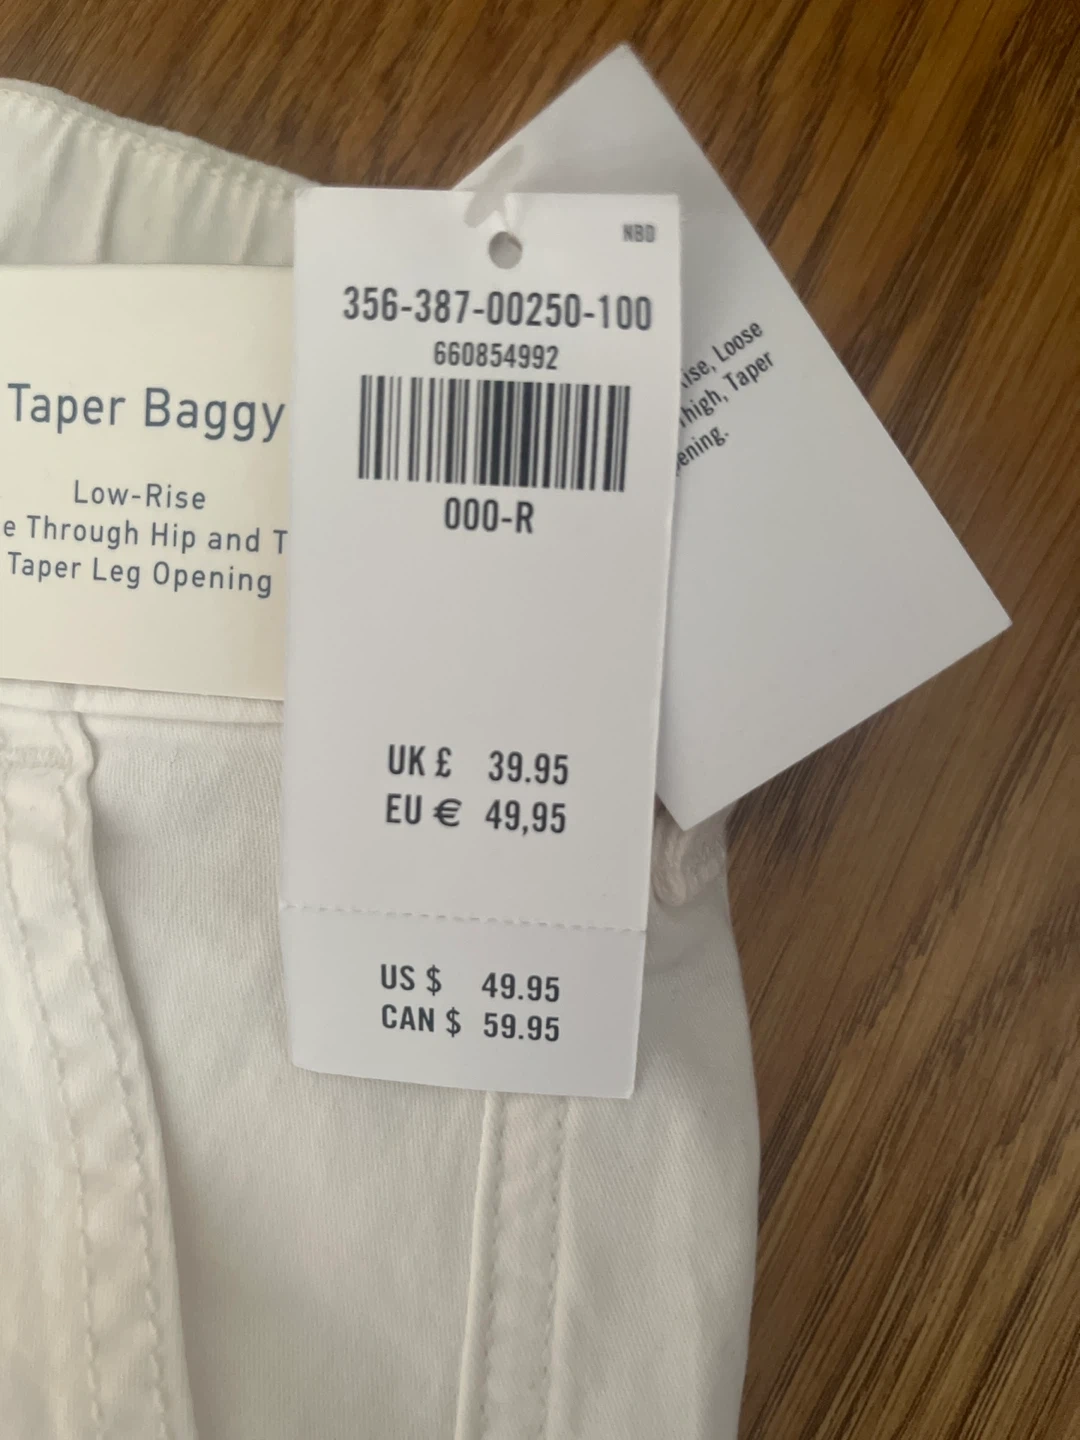 NBD
356-387-00250-100
660854992
000-R
UK £ 39.95
EU € 49,95
US $ 49.95
CAN $ 59.95
Taper Baggy
Low-Rise
e Through Hip and T
Taper Leg Opening
ise, Loose
high, Taper
ening.